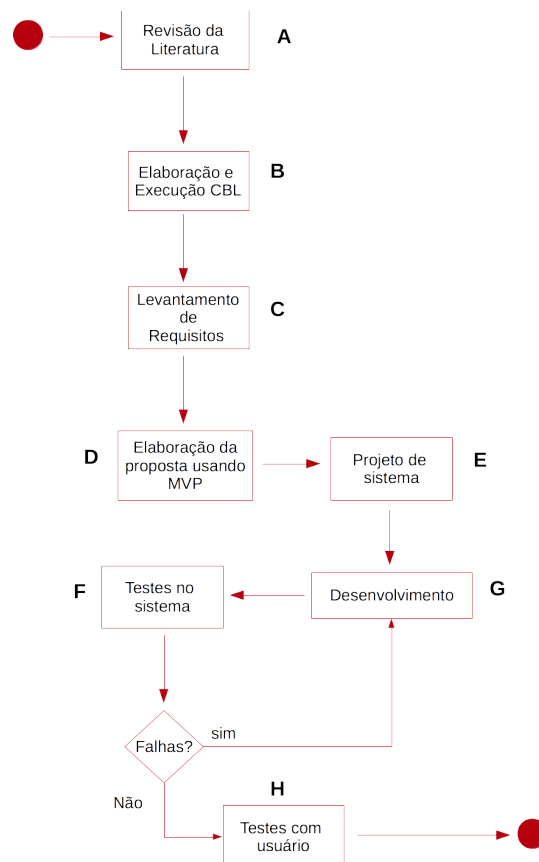 Revisão da
Literatura
A
Elaboração e
Execução CBL
B
Levantamento
de
Requisitos
C
D
Elaboração da
proposta usando
MVP
Projeto de
sistema
E
F
Testes no
sistema
Desenvolvimento
G
Falhas?
sim
Não
H
Testes com
usuário